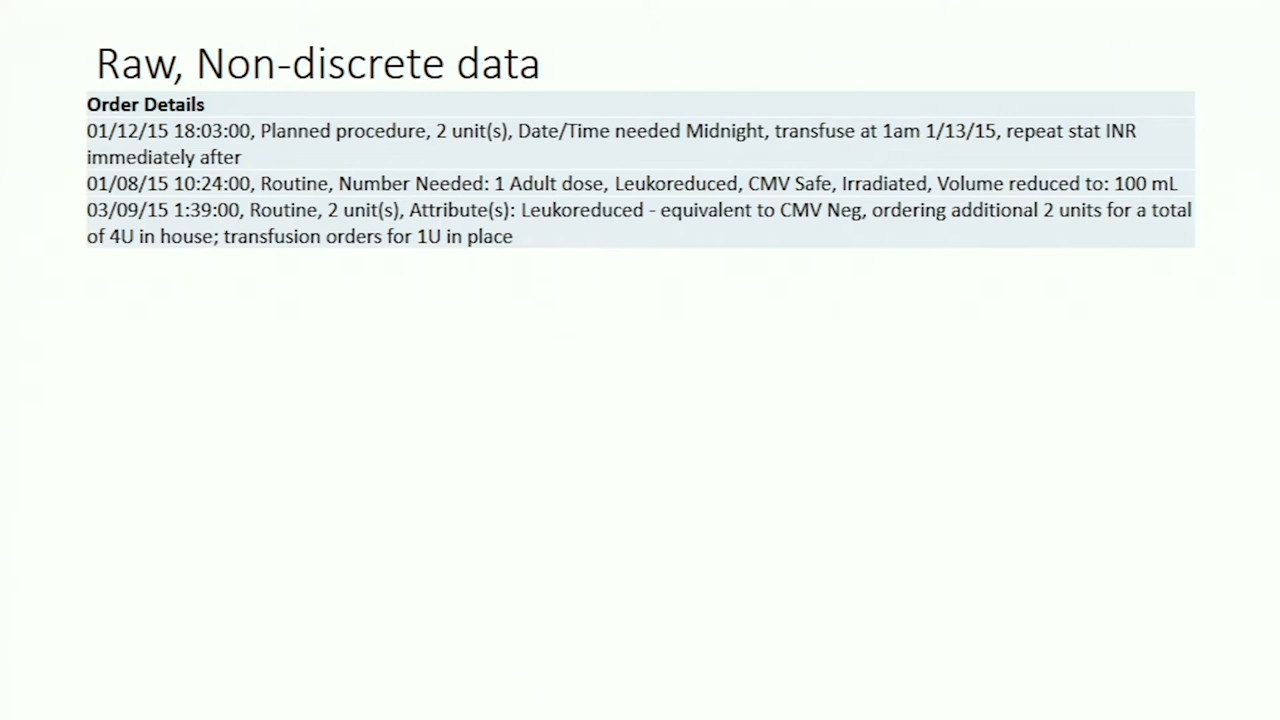 Raw, Non-discrete data
Order Details
01/12/15 18:03:00, Planned procedure, 2 unit(s), Date/Time needed Midnight, transfuse at 1am 1/13/15, repeat stat INR
immediately after
01/08/15 10:24:00, Routine, Number Needed: 1 Adult dose, Leukoreduced, CMV Safe, Irradiated, Volume reduced to: 100 mL
03/09/15 1:39:00, Routine, 2 unit(s), Attribute(s): Leukoreduced - equivalent to CMV Neg, ordering additional 2 units for a total
of 4U in house; transfusion orders for 1U in place